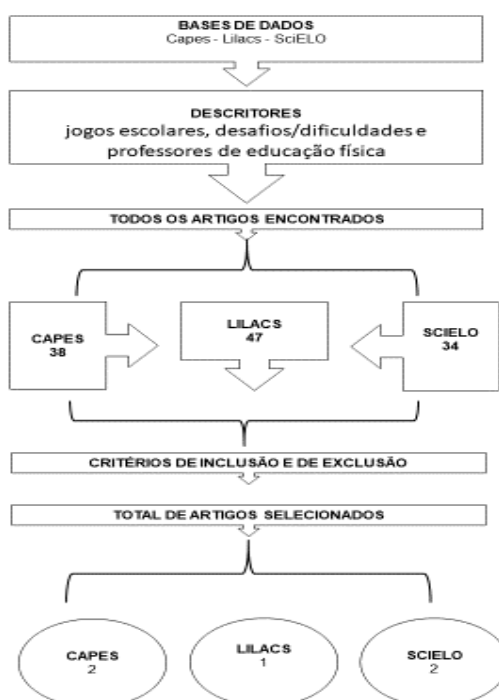 BASES DE DADOS
Capes - Lilacs - SciELO
DESCRITORES
jogos escolares, desafios/dificuldades e
professores de educação física
TODOS OS ARTIGOS ENCONTRADOS
CAPES
38
LILACS
47
SCIELO
34
CRITÉRIOS DE INCLUSÃO E DE EXCLUSÃO
TOTAL DE ARTIGOS SELECIONADOS
CAPES
2
LILACS
1
SCIELO
2